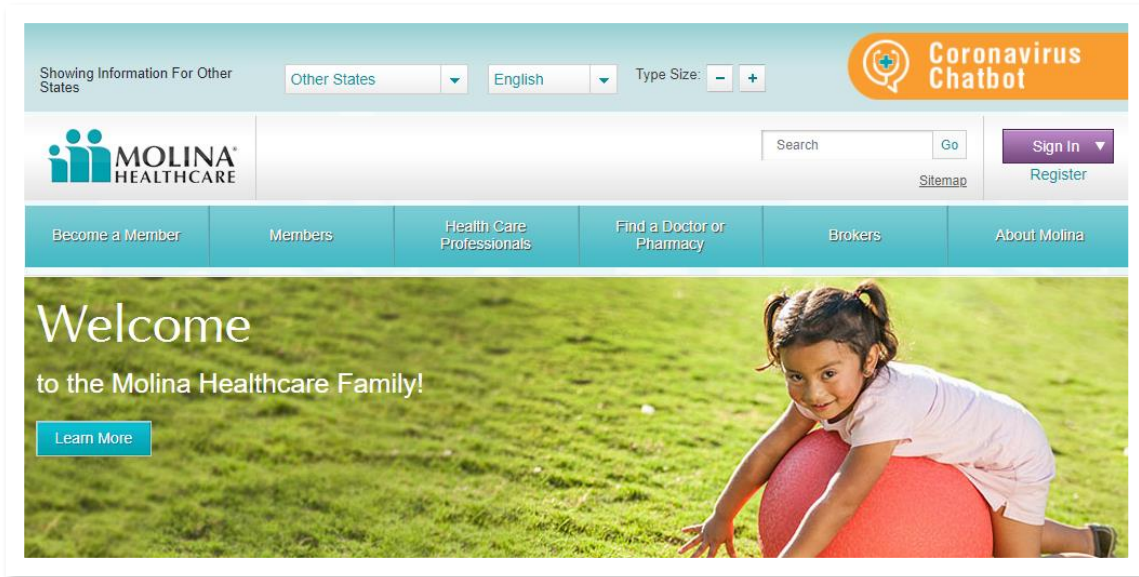 Showing Information For Other
States
Other States
English
Type Size:
- +
Coronavirus
Chatbot
MOLINA®
HEALTHCARE
Search
Go
Sitemap
Sign In ▼
Register
Become a Member
Members
Health Care
Professionals
Find a Doctor or
Pharmacy
Brokers
About Molina
Welcome
to the Molina Healthcare Family!
Learn More